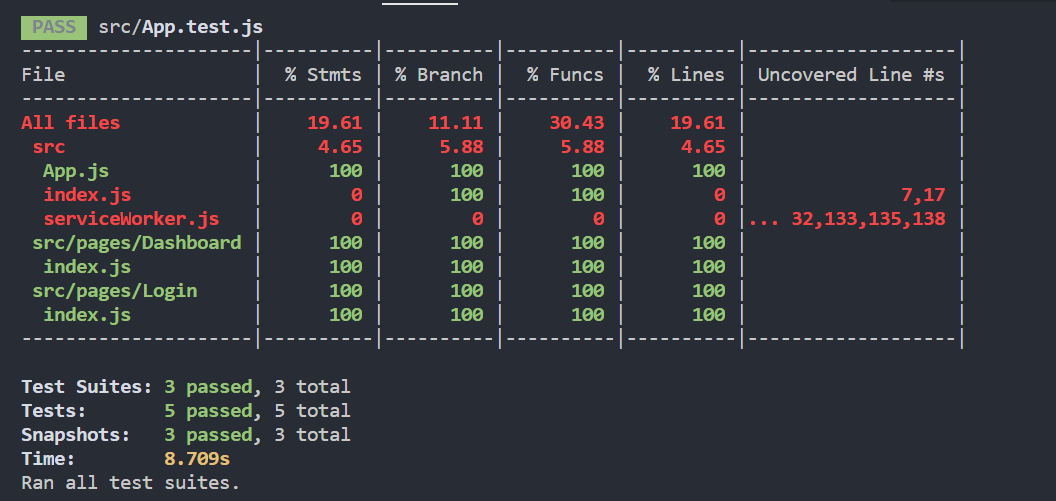 PASS src/App.test.js
----------------------|----------|----------|----------|----------|-------------------|
File                  |  % Stmts | % Branch |  % Funcs |  % Lines | Uncovered Line #s |
----------------------|----------|----------|----------|----------|-------------------|
All files             |    19.61 |    11.11 |    30.43 |    19.61 |                   |
 src                  |     4.65 |     5.88 |     5.88 |     4.65 |                   |
  App.js              |      100 |      100 |      100 |      100 |                   |
  index.js            |        0 |      100 |      100 |        0 |              7,17 |
  serviceWorker.js    |        0 |        0 |        0 |        0 |... 32,133,135,138 |
 src/pages/Dashboard  |      100 |      100 |      100 |      100 |                   |
  index.js            |      100 |      100 |      100 |      100 |                   |
 src/pages/Login      |      100 |      100 |      100 |      100 |                   |
  index.js            |      100 |      100 |      100 |      100 |                   |
----------------------|----------|----------|----------|----------|-------------------|
Test Suites: 3 passed, 3 total
Tests:       5 passed, 5 total
Snapshots:   3 passed, 3 total
Time:        8.709s
Ran all test suites.